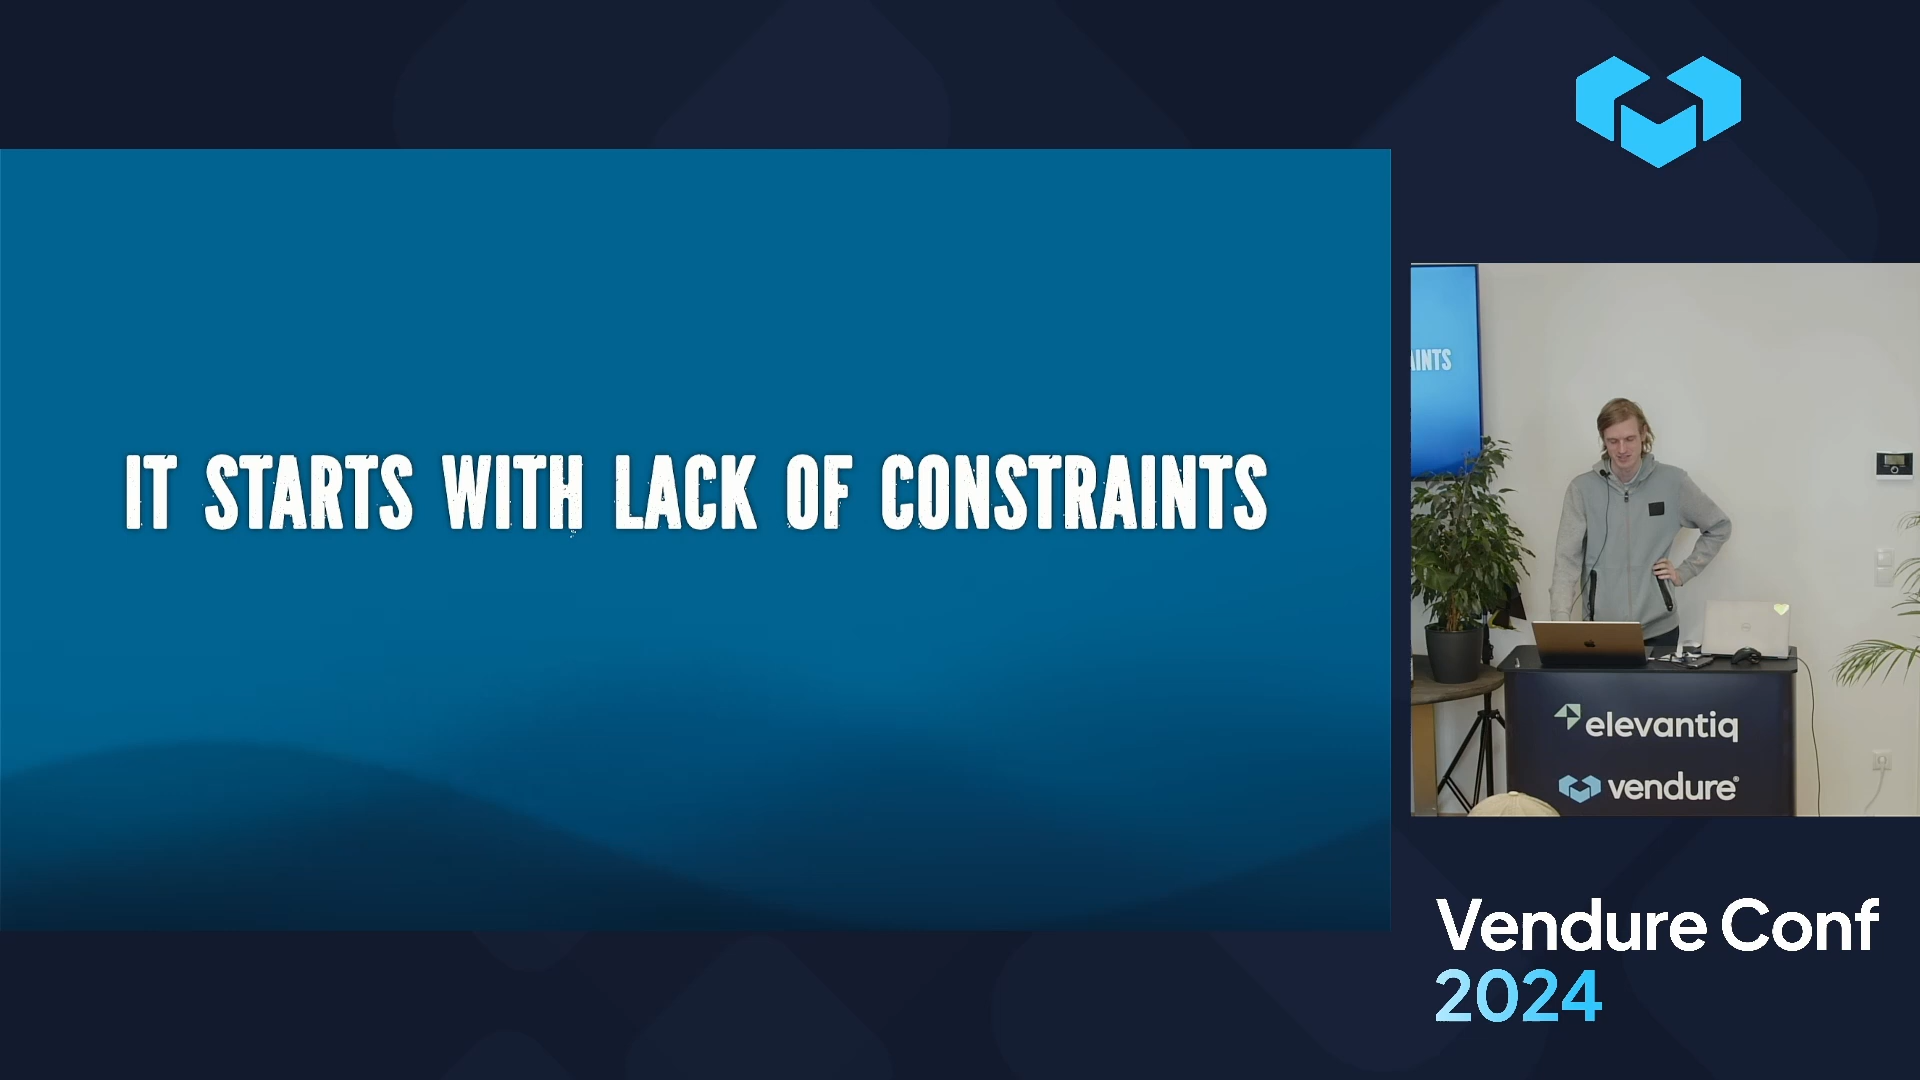 IT STARTS WITH LACK OF CONSTRAINTS
AINTS
elevantiq
vendure®
Vendure Conf
2024